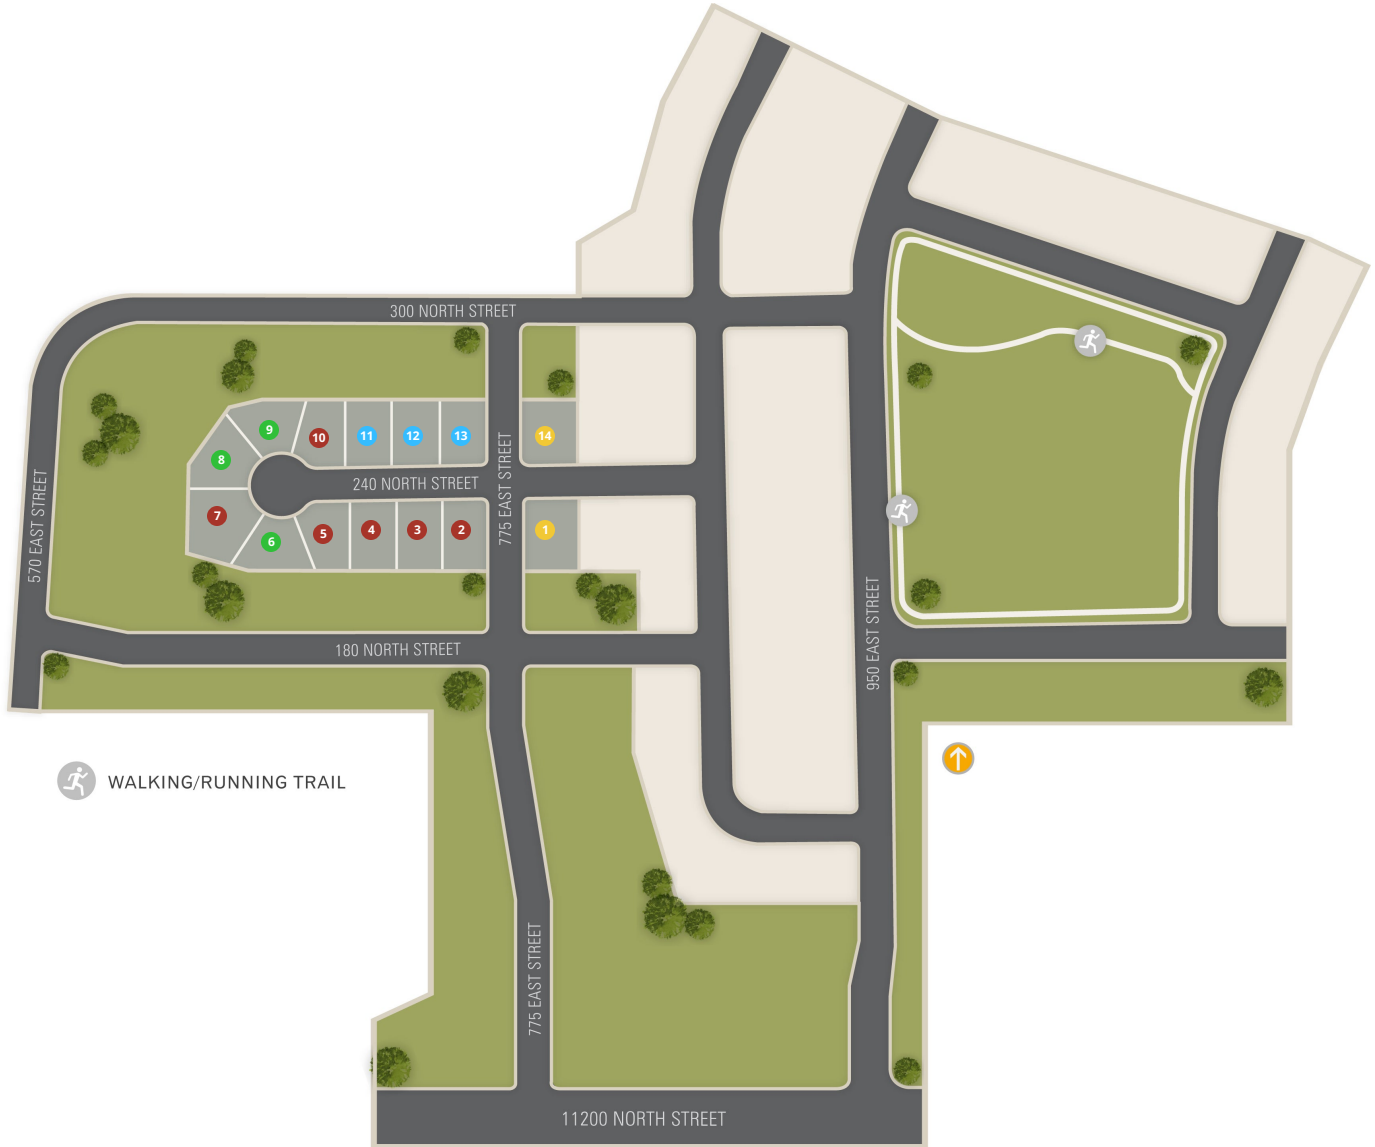 300 NORTH STREET
9
10
11
12
13
14
8
775 EAST STREET
240 NORTH STREET
570 EAST STREET
7
6
5
4
3
2
1
950 EAST STREET
180 NORTH STREET
WALKING/RUNNING TRAIL
775 EAST STREET
11200 NORTH STREET